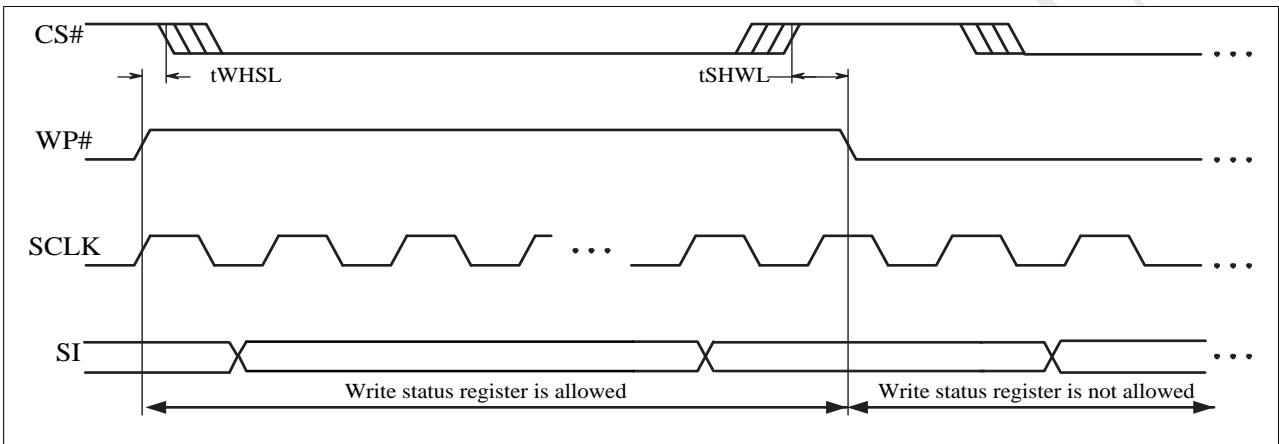 CS#
tWHSL
tSHWL
WP#
SCLK
SI
Write status register is allowed
Write status register is not allowed